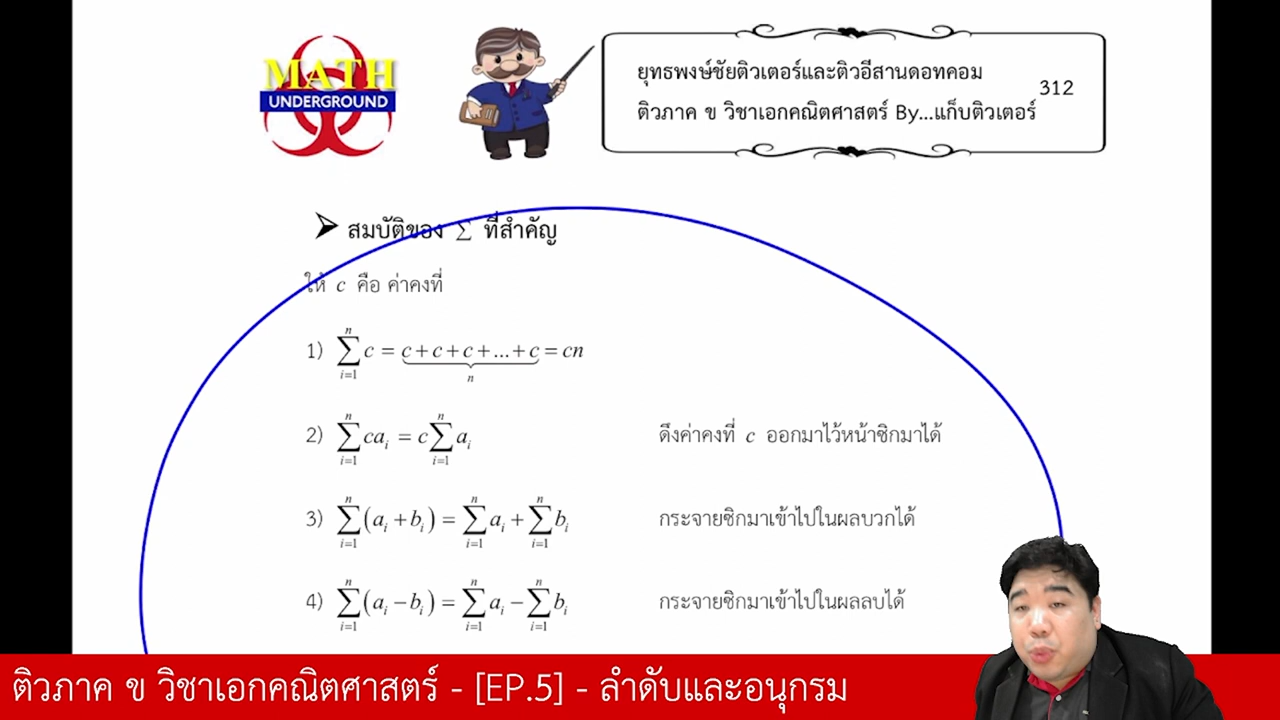 MATH
UNDERGROUND
ยุทธพงษ์ชัยติวเตอร์และติวอีสานดอทคอม
ติวภาค ข วิชาเอกคณิตศาสตร์ By...แก็บติวเตอร์
312
➢ สมบัติของ ∑ ที่สำคัญ
ให้ c คือ ค่าคงที่
1) ∑_{i=1}^{n} c = c + c + c + ... + c (n) = cn
2) ∑_{i=1}^{n} ca_i = c∑_{i=1}^{n} a_i ดึงค่าคงที่ c ออกมาไว้หน้าซิกมาได้
3) ∑_{i=1}^{n} (a_i + b_i) = ∑_{i=1}^{n} a_i + ∑_{i=1}^{n} b_i กระจายซิกมาเข้าไปในผลบวกได้
4) ∑_{i=1}^{n} (a_i − b_i) = ∑_{i=1}^{n} a_i − ∑_{i=1}^{n} b_i กระจายซิกมาเข้าไปในผลลบได้
ติวภาค ข วิชาเอกคณิตศาสตร์ - [EP.5] - ลำดับและอนุกรม